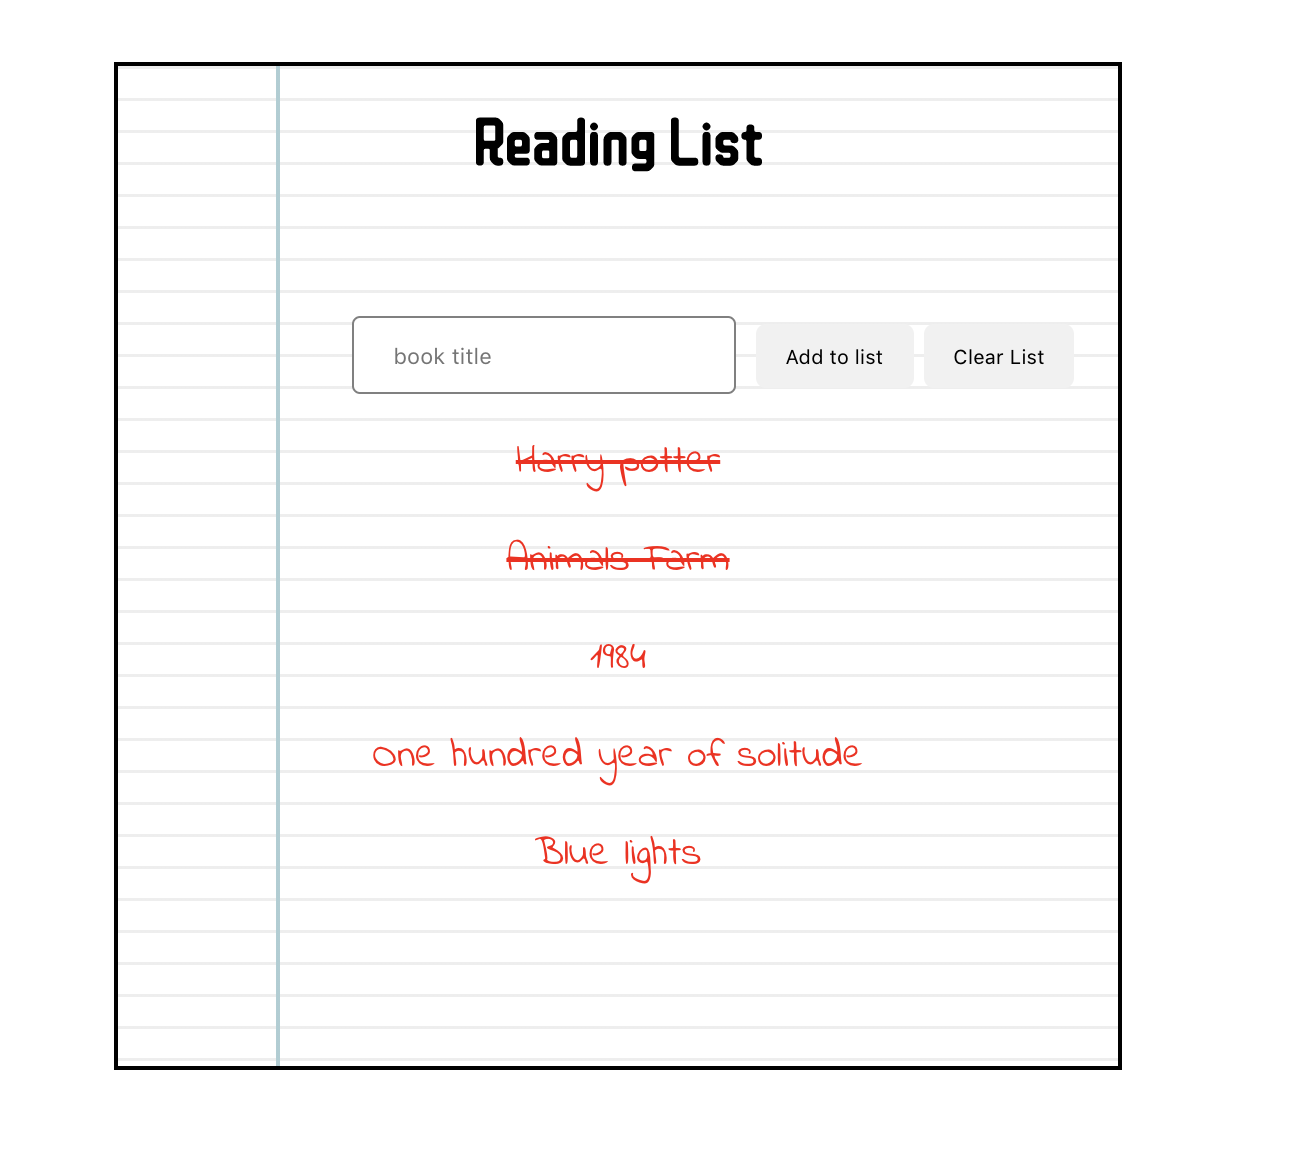 Reading List
book title Add to list Clear List
Harry potter
Animals Farm
1984
One hundred year of solitude
Blue lights